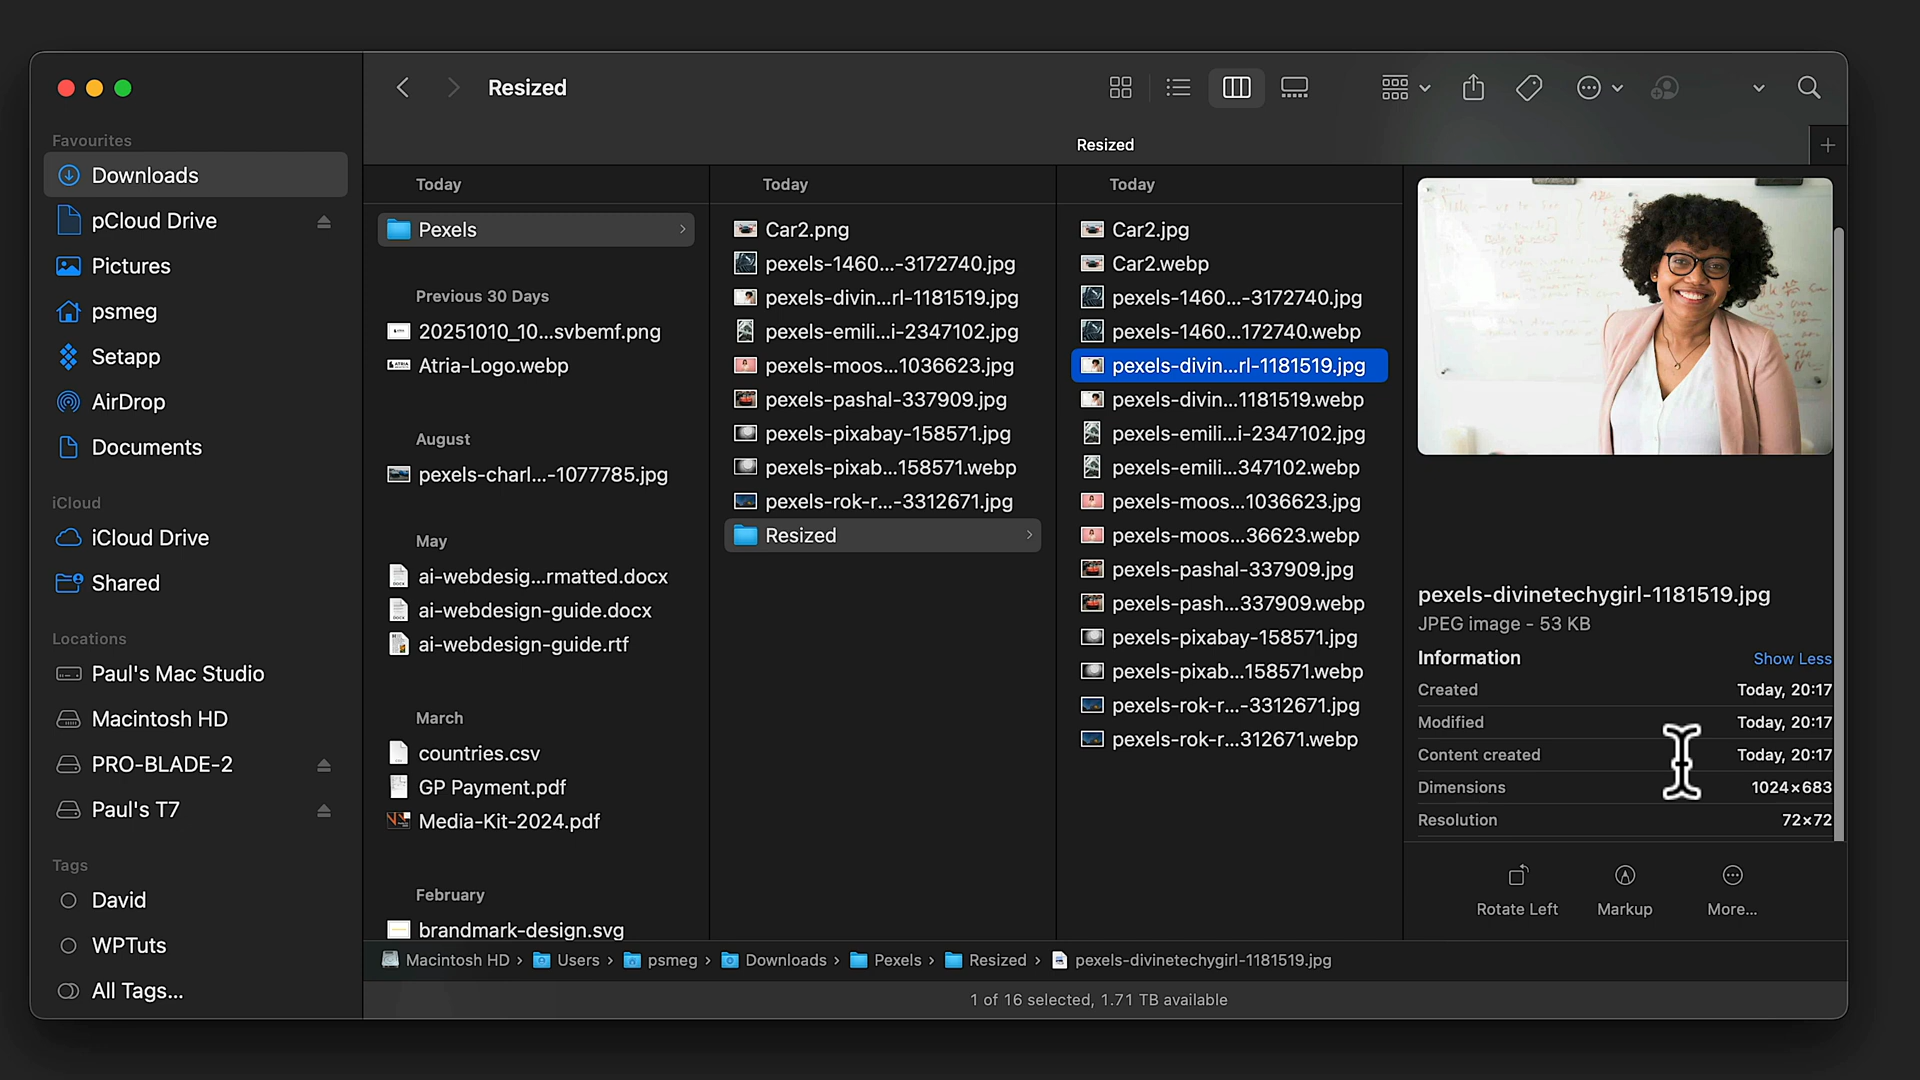 Resized
Resized
Favourites
Downloads
pCloud Drive
Pictures
psmeg
Setapp
AirDrop
Documents
iCloud
iCloud Drive
Shared
Locations
Paul's Mac Studio
Macintosh HD
PRO-BLADE-2
Paul's T7
Tags
David
WPTuts
All Tags...
Today
Pexels
Previous 30 Days
20251010_10...svbemf.png
Atria-Logo.webp
August
pexels-charl...-1077785.jpg
May
ai-webdesig...rmatted.docx
ai-webdesign-guide.docx
ai-webdesign-guide.rtf
March
countries.csv
GP Payment.pdf
Media-Kit-2024.pdf
February
brandmark-design.svg
Today
Car2.png
pexels-1460...-3172740.jpg
pexels-divin...rl-1181519.jpg
pexels-emili...i-2347102.jpg
pexels-moos...1036623.jpg
pexels-pashal-337909.jpg
pexels-pixabay-158571.jpg
pexels-pixab...158571.webp
pexels-rok-r...-3312671.jpg
Resized
Today
Car2.jpg
Car2.webp
pexels-1460...-3172740.jpg
pexels-1460...172740.webp
pexels-divin...rl-1181519.jpg
pexels-divin...1181519.webp
pexels-emili...i-2347102.jpg
pexels-emili...347102.webp
pexels-moos...1036623.jpg
pexels-moos...36623.webp
pexels-pashal-337909.jpg
pexels-pash...337909.webp
pexels-pixabay-158571.jpg
pexels-pixab...158571.webp
pexels-rok-r...-3312671.jpg
pexels-rok-r...312671.webp
pexels-divinetechygirl-1181519.jpg
JPEG image - 53 KB
Information Show Less
Created Today, 20:17
Modified Today, 20:17
Content created Today, 20:17
Dimensions 1024×683
Resolution 72×72
Rotate Left Markup More...
Macintosh HD › Users › psmeg › Downloads › Pexels › Resized › pexels-divinetechygirl-1181519.jpg
1 of 16 selected, 1.71 TB available